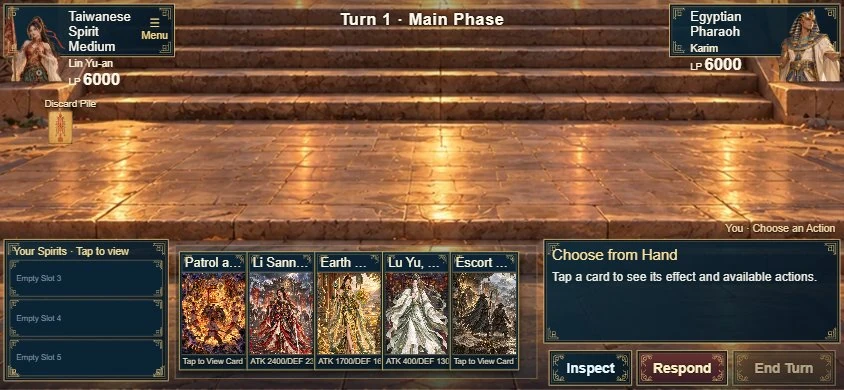 Taiwanese
Spirit
Medium
☰
Menu
Lin Yu-an
LP 6000
Discard Pile
Turn 1 · Main Phase
Egyptian
Pharaoh
Karim
LP 6000
You · Choose an Action
Your Spirits · Tap to view
Empty Slot 3
Empty Slot 4
Empty Slot 5
Patrol a...
Tap to View Card
Li Sann...
ATK 2400/DEF 23
Earth ...
ATK 1700/DEF 16
Lu Yu, ...
ATK 400/DEF 130
Escort ...
Tap to View Card
Choose from Hand
Tap a card to see its effect and available actions.
Inspect
Respond
End Turn